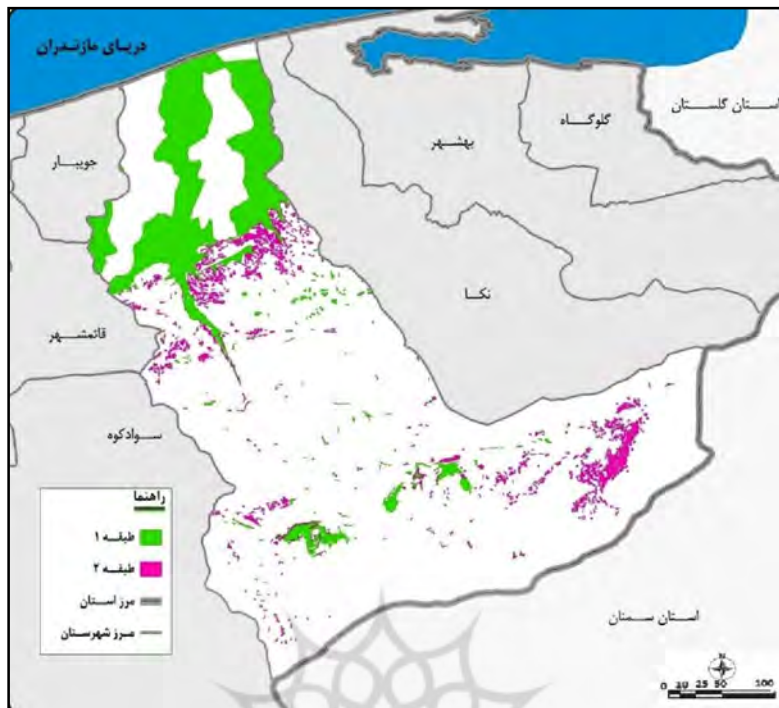 دریای مازندران
استان گلستان
گلوگاه
بهشهر
جویبار
نکا
قائمشهر
سوادکوه
راهنما
طبقه ۱
طبقه ۲
مرز استان
مرز شهرستان
استان سمنان
N
0 10 25 50 100